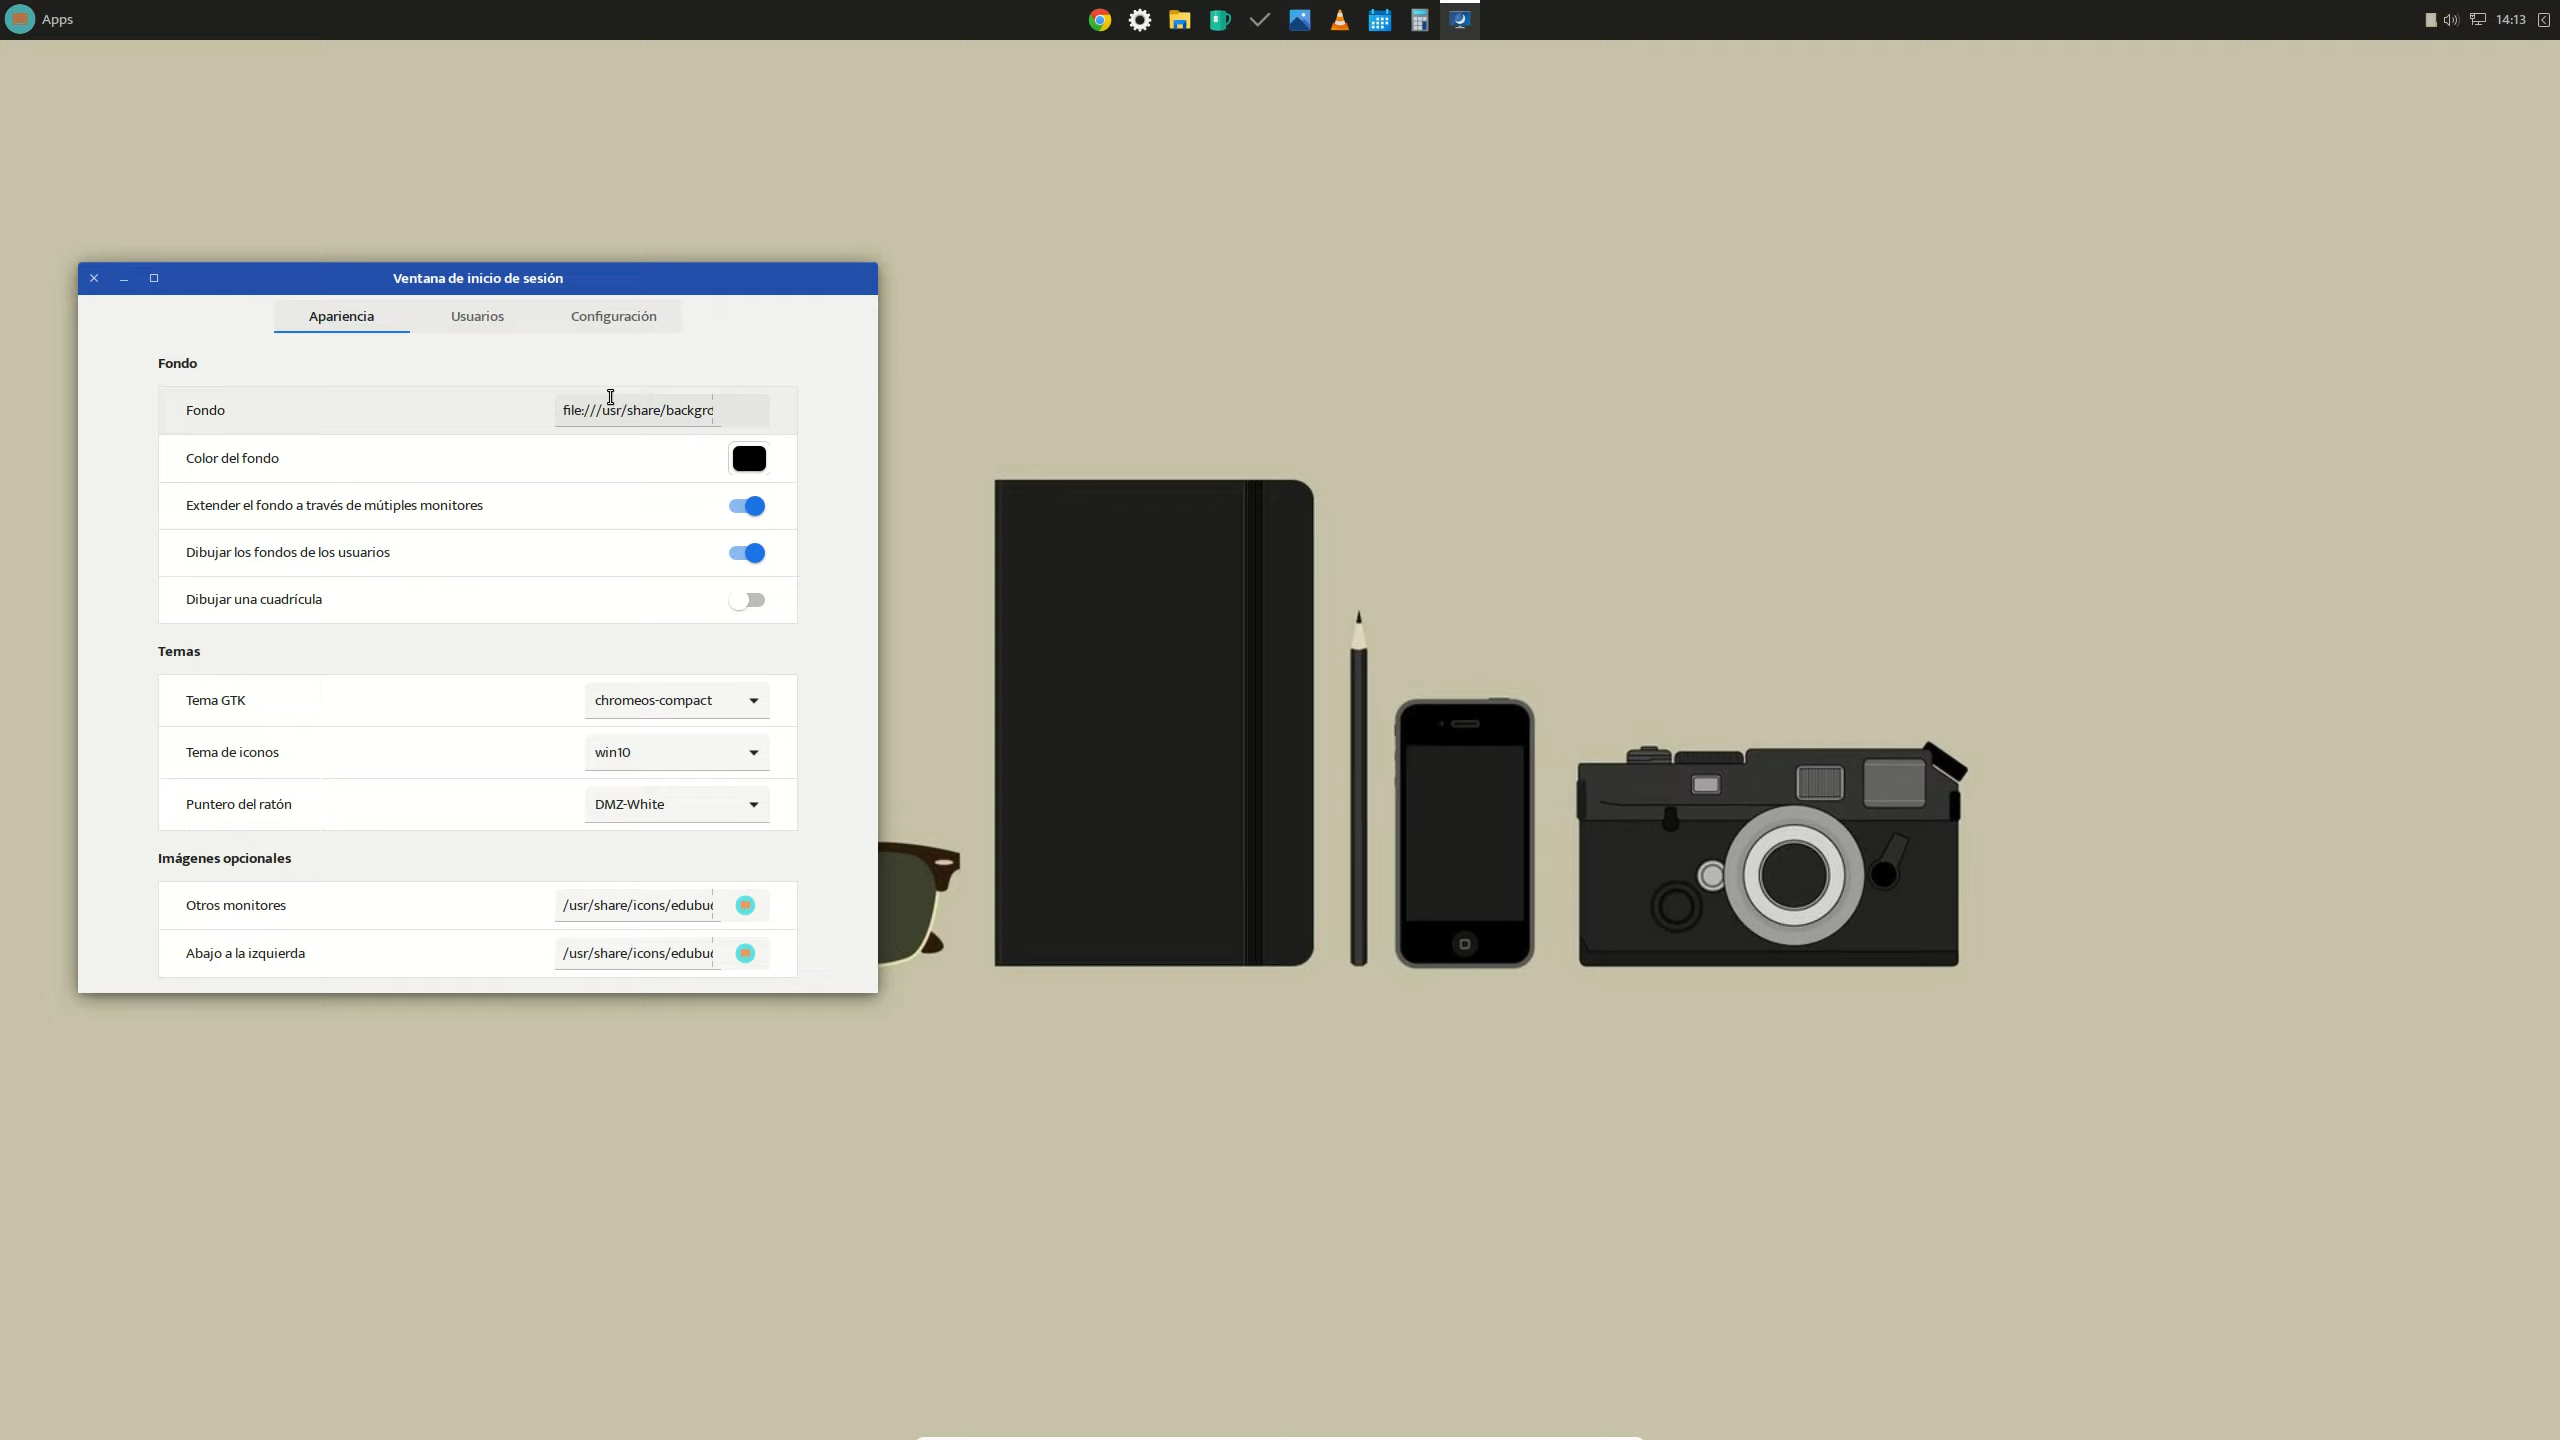 Apps
14:13
Ventana de inicio de sesión
Apariencia
Usuarios
Configuración
Fondo
Fondo
file:///usr/share/backgro
Color del fondo
Extender el fondo a través de mútiples monitores
Dibujar los fondos de los usuarios
Dibujar una cuadrícula
Temas
Tema GTK
chromeos-compact
Tema de iconos
win10
Puntero del ratón
DMZ-White
Imágenes opcionales
Otros monitores
/usr/share/icons/edubu
Abajo a la izquierda
/usr/share/icons/edubu